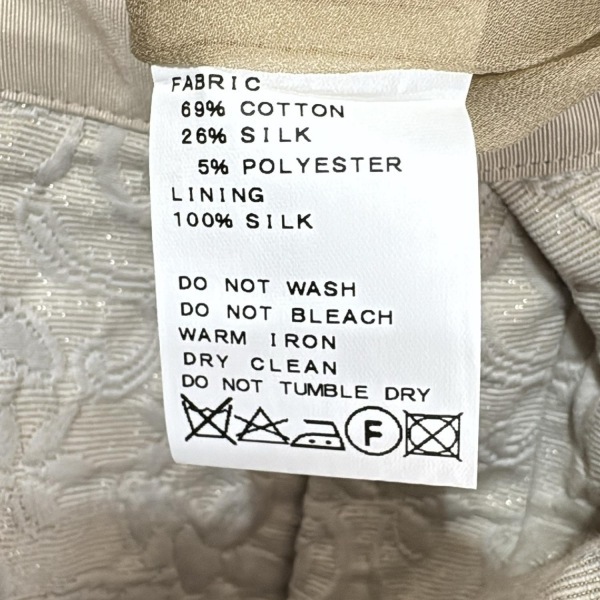 FABRIC
69% COTTON
26% SILK
5% POLYESTER
LINING
100% SILK
DO NOT WASH
DO NOT BLEACH
WARM IRON
DRY CLEAN
DO NOT TUMBLE DRY
F